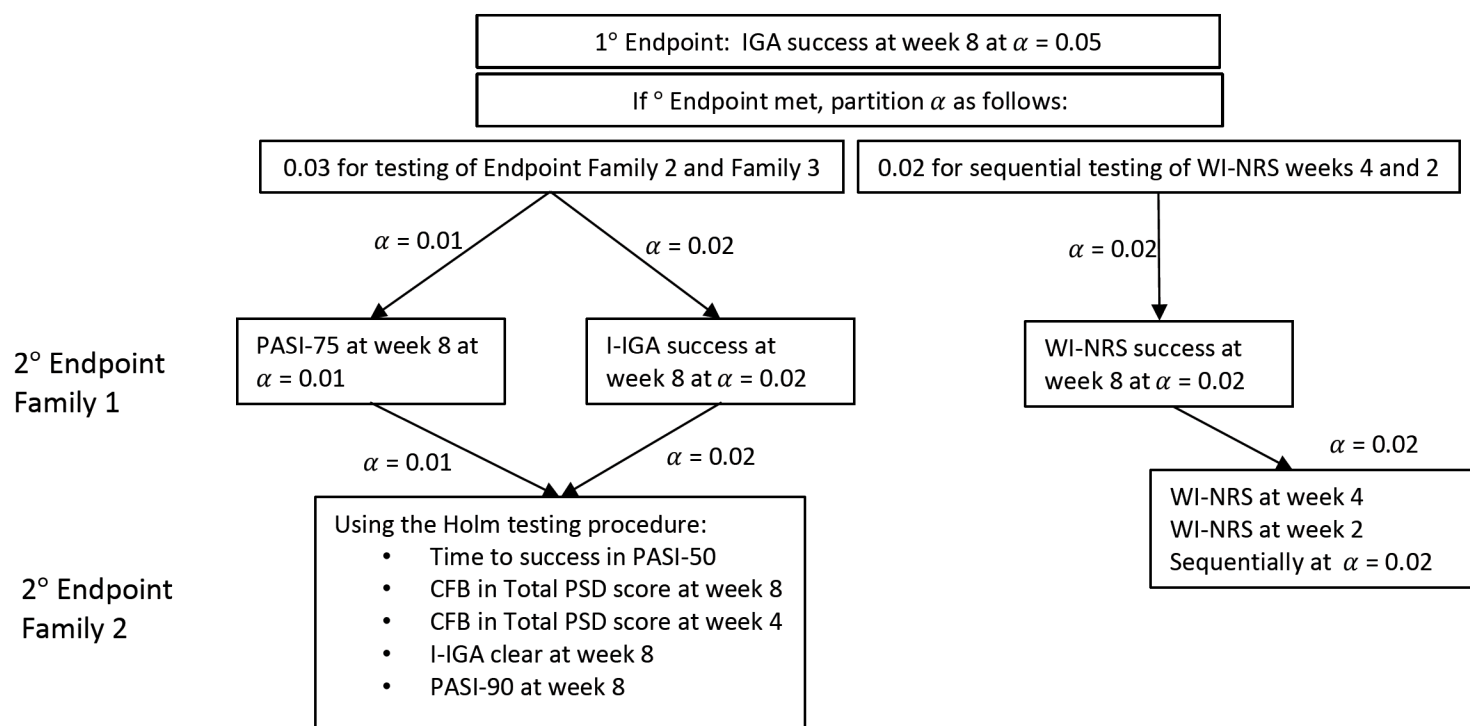 1° Endpoint: IGA success at week 8 at α = 0.05
If ° Endpoint met, partition α as follows:
0.03 for testing of Endpoint Family 2 and Family 3
0.02 for sequential testing of WI-NRS weeks 4 and 2
α = 0.01
α = 0.02
α = 0.02
2° Endpoint
Family 1
PASI-75 at week 8 at
α = 0.01
I-IGA success at
week 8 at α = 0.02
WI-NRS success at
week 8 at α = 0.02
α = 0.01
α = 0.02
α = 0.02
2° Endpoint
Family 2
Using the Holm testing procedure:
• Time to success in PASI-50
• CFB in Total PSD score at week 8
• CFB in Total PSD score at week 4
• I-IGA clear at week 8
• PASI-90 at week 8
WI-NRS at week 4
WI-NRS at week 2
Sequentially at α = 0.02